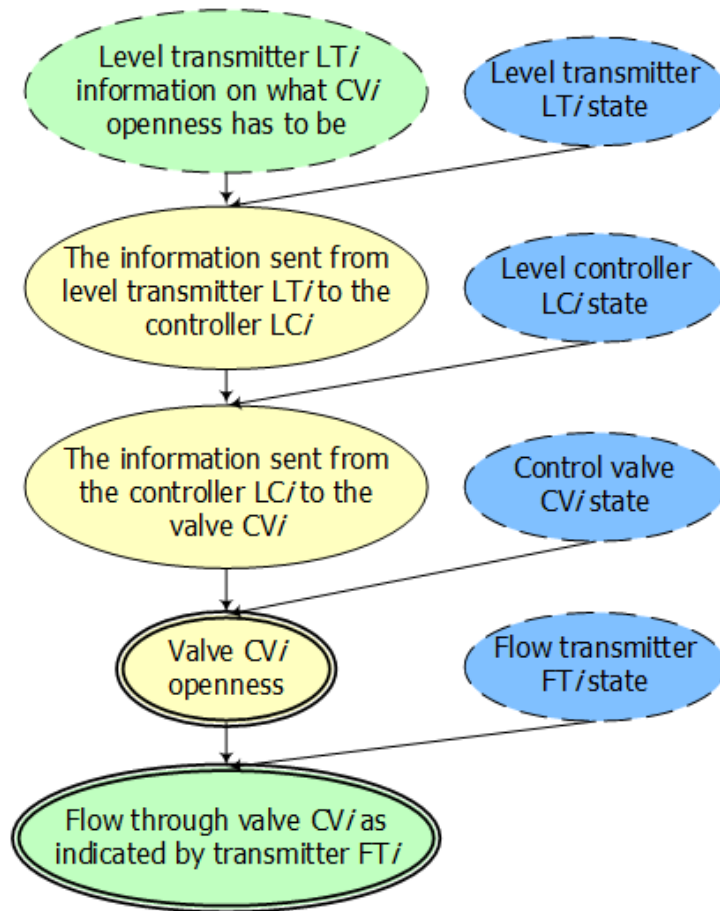 Level transmitter LTi
information on what CVi
openness has to be
Level transmitter
LTi state
The information sent from
level transmitter LTi to the
controller LCi
Level controller
LCi state
The information sent from
the controller LCi to the
valve CVi
Control valve
CVi state
Valve CVi
openness
Flow transmitter
FTi state
Flow through valve CVi as
indicated by transmitter FTi